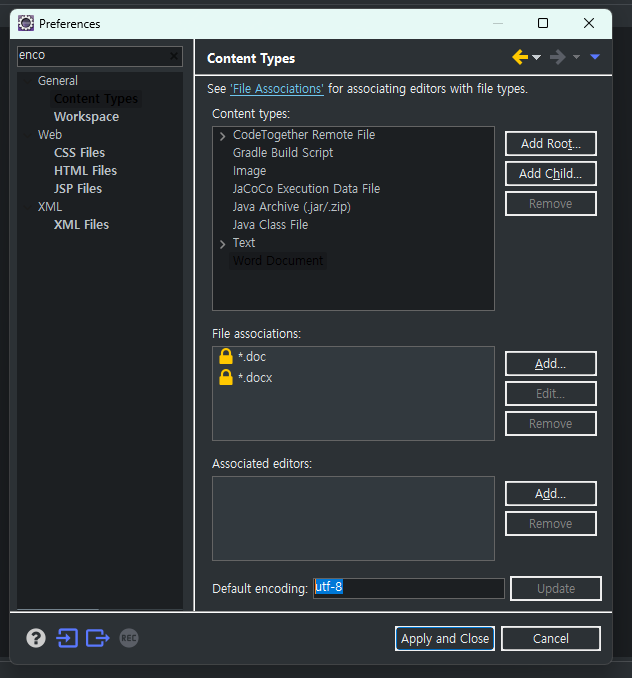 Preferences
enco
General
Content Types
Workspace
Web
CSS Files
HTML Files
JSP Files
XML
XML Files
Content Types
See 'File Associations' for associating editors with file types.
Content types:
CodeTogether Remote File
Gradle Build Script
Image
JaCoCo Execution Data File
Java Archive (.jar/.zip)
Java Class File
Text
Word Document
Add Root...
Add Child...
Remove
File associations:
*.doc
*.docx
Add...
Edit...
Remove
Associated editors:
Add...
Remove
Default encoding: utf-8 Update
REC
Apply and Close Cancel